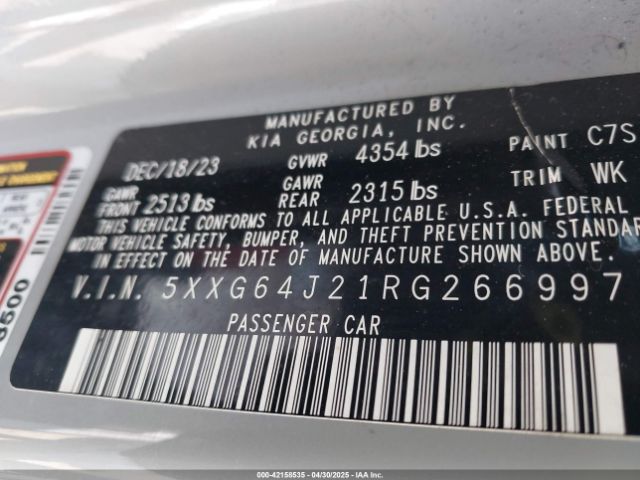 MANUFACTURED BY
KIA GEORGIA, INC.
DEC/18/23 GVWR 4354 lbs PAINT C7S
GAWR FRONT 2513 lbs GAWR REAR 2315 lbs TRIM WK
THIS VEHICLE CONFORMS TO ALL APPLICABLE U.S.A. FEDERAL
MOTOR VEHICLE SAFETY, BUMPER, AND THEFT PREVENTION STANDAR
IN EFFECT ON THE DATE OF MANUFACTURE SHOWN ABOVE.
V.I.N. 5XXG64J21RG266997
PASSENGER CAR
000-42158535 - 04/30/2025 - IAA Inc.